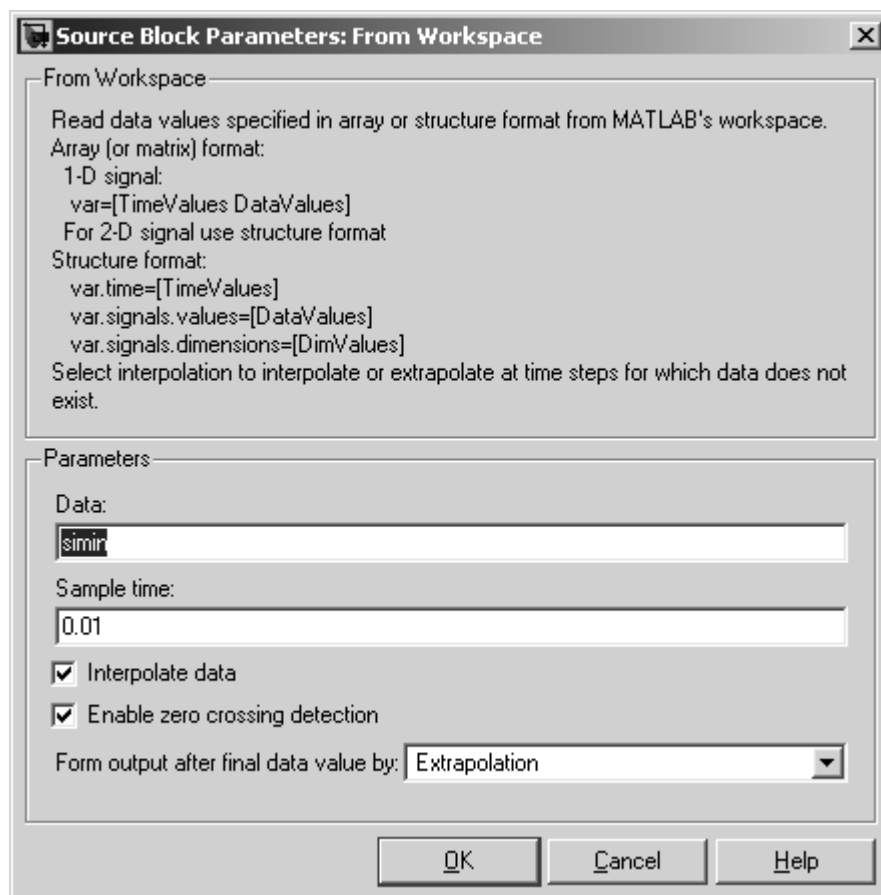 Source Block Parameters: From Workspace
From Workspace
Read data values specified in array or structure format from MATLAB's workspace.
Array (or matrix) format:
1-D signal:
var=[TimeValues DataValues]
For 2-D signal use structure format
Structure format:
var.time=[TimeValues]
var.signals.values=[DataValues]
var.signals.dimensions=[DimValues]
Select interpolation to interpolate or extrapolate at time steps for which data does not
exist.
Parameters
Data:
simin
Sample time:
0.01
Interpolate data
Enable zero crossing detection
Form output after final data value by: Extrapolation
OK Cancel Help